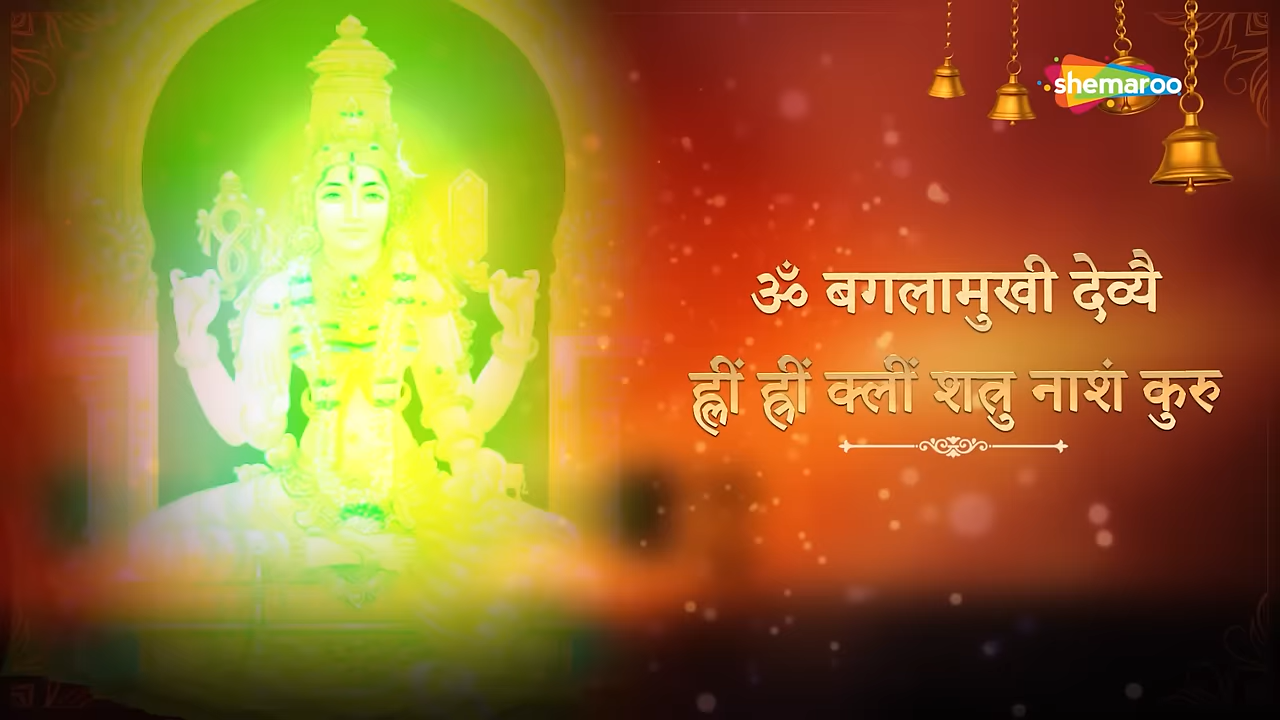 shemaroo
ॐ बगलामुखी देव्यै
ह्लीं ह्रीं क्लीं शत्रु नाशं कुरु